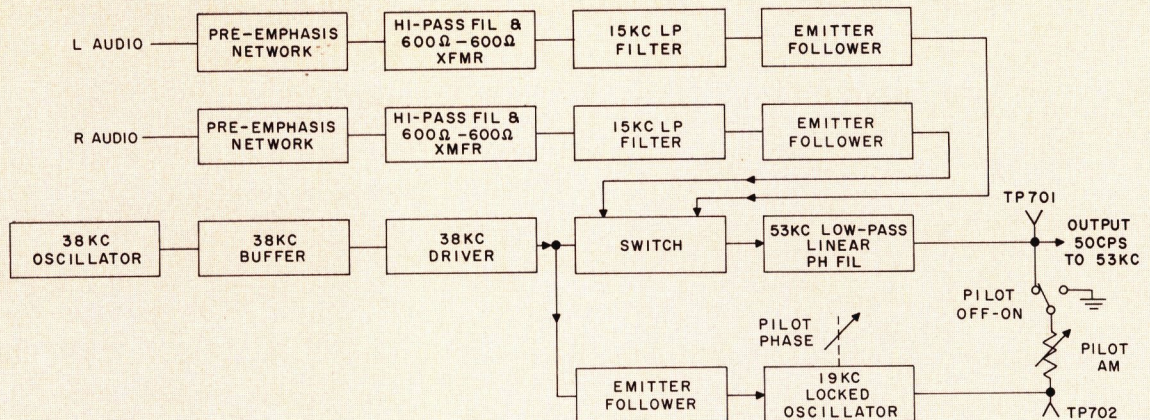 L AUDIO
PRE-EMPHASIS
NETWORK
HI-PASS FIL &
600Ω-600Ω
XFMR
15KC LP
FILTER
EMITTER
FOLLOWER
R AUDIO
PRE-EMPHASIS
NETWORK
HI-PASS FIL &
600Ω-600Ω
XMFR
15KC LP
FILTER
EMITTER
FOLLOWER
38KC
OSCILLATOR
38KC
BUFFER
38KC
DRIVER
SWITCH
53KC LOW-PASS
LINEAR
PH FIL
TP701
OUTPUT
50CPS
TO 53KC
PILOT
OFF-ON
PILOT
PHASE
PILOT
AM
EMITTER
FOLLOWER
19KC
LOCKED
OSCILLATOR
TP702